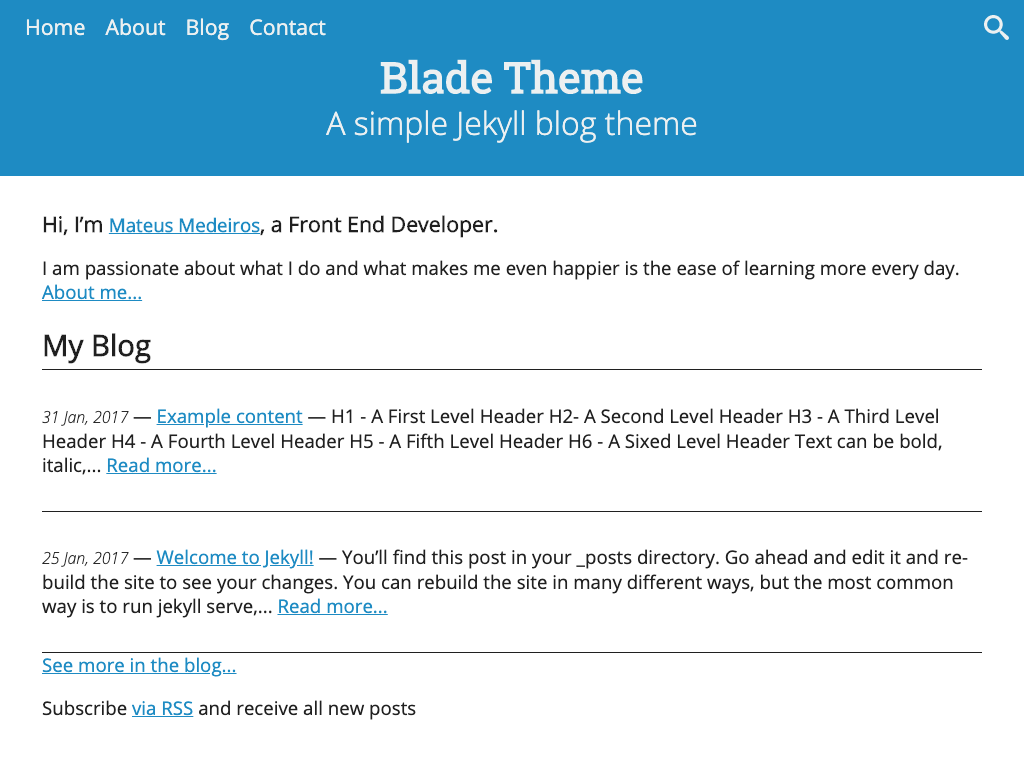 Home About Blog Contact
Blade Theme
A simple Jekyll blog theme
Hi, I’m Mateus Medeiros, a Front End Developer.
I am passionate about what I do and what makes me even happier is the ease of learning more every day.
About me...
My Blog
31 Jan, 2017 — Example content — H1 - A First Level Header H2- A Second Level Header H3 - A Third Level
Header H4 - A Fourth Level Header H5 - A Fifth Level Header H6 - A Sixed Level Header Text can be bold,
italic,... Read more...
25 Jan, 2017 — Welcome to Jekyll! — You’ll find this post in your _posts directory. Go ahead and edit it and re-
build the site to see your changes. You can rebuild the site in many different ways, but the most common
way is to run jekyll serve,... Read more...
See more in the blog...
Subscribe via RSS and receive all new posts